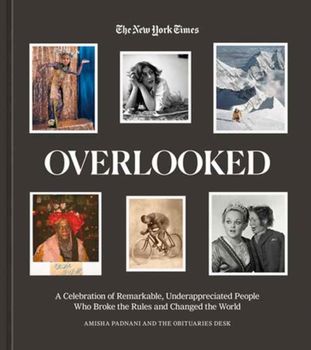 The New York Times
OVERLOOKED
A Celebration of Remarkable, Underappreciated People
Who Broke the Rules and Changed the World
AMISHA PADNANI AND THE OBITUARIES DESK